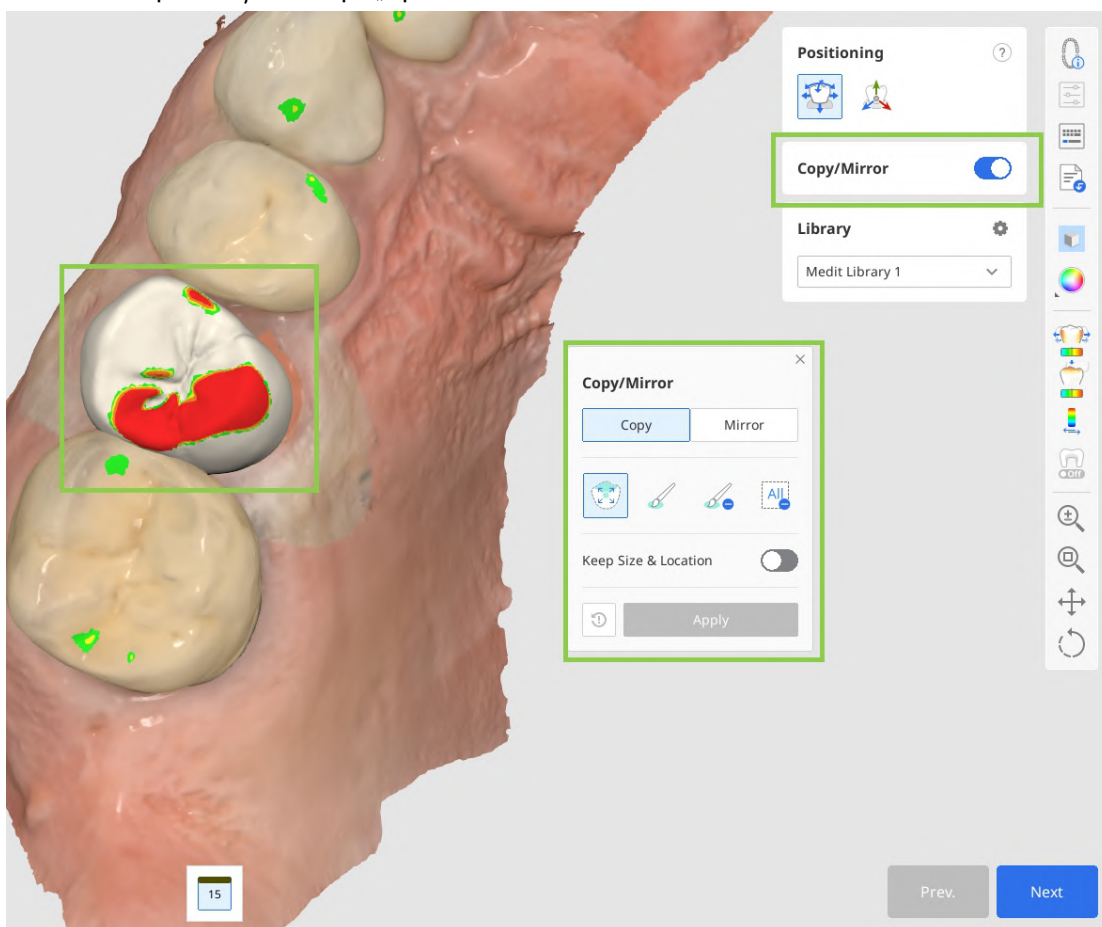 Positioning
?
Copy/Mirror
Library
Medit Library 1
Copy/Mirror
Copy Mirror
All
Keep Size & Location
Apply
Off
15
Prev. Next